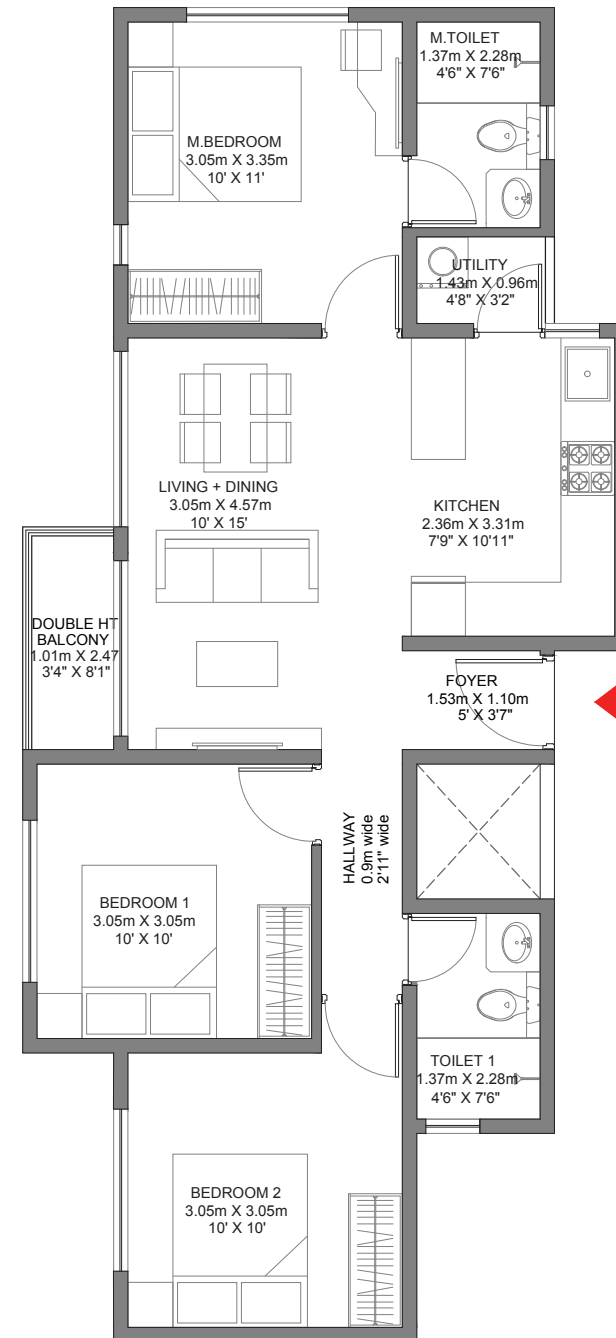 M.TOILET
1.37m X 2.28m
4'6" X 7'6"
M.BEDROOM
3.05m X 3.35m
10' X 11'
UTILITY
1.43m X 0.96m
4'8" X 3'2"
LIVING + DINING
3.05m X 4.57m
10' X 15'
KITCHEN
2.36m X 3.31m
7'9" X 10'11"
DOUBLE HT
BALCONY
1.01m X 2.47
3'4" X 8'1"
FOYER
1.53m X 1.10m
5' X 3'7"
HALLWAY
0.9m wide
2'11" wide
BEDROOM 1
3.05m X 3.05m
10' X 10'
TOILET 1
1.37m X 2.28m
4'6" X 7'6"
BEDROOM 2
3.05m X 3.05m
10' X 10'